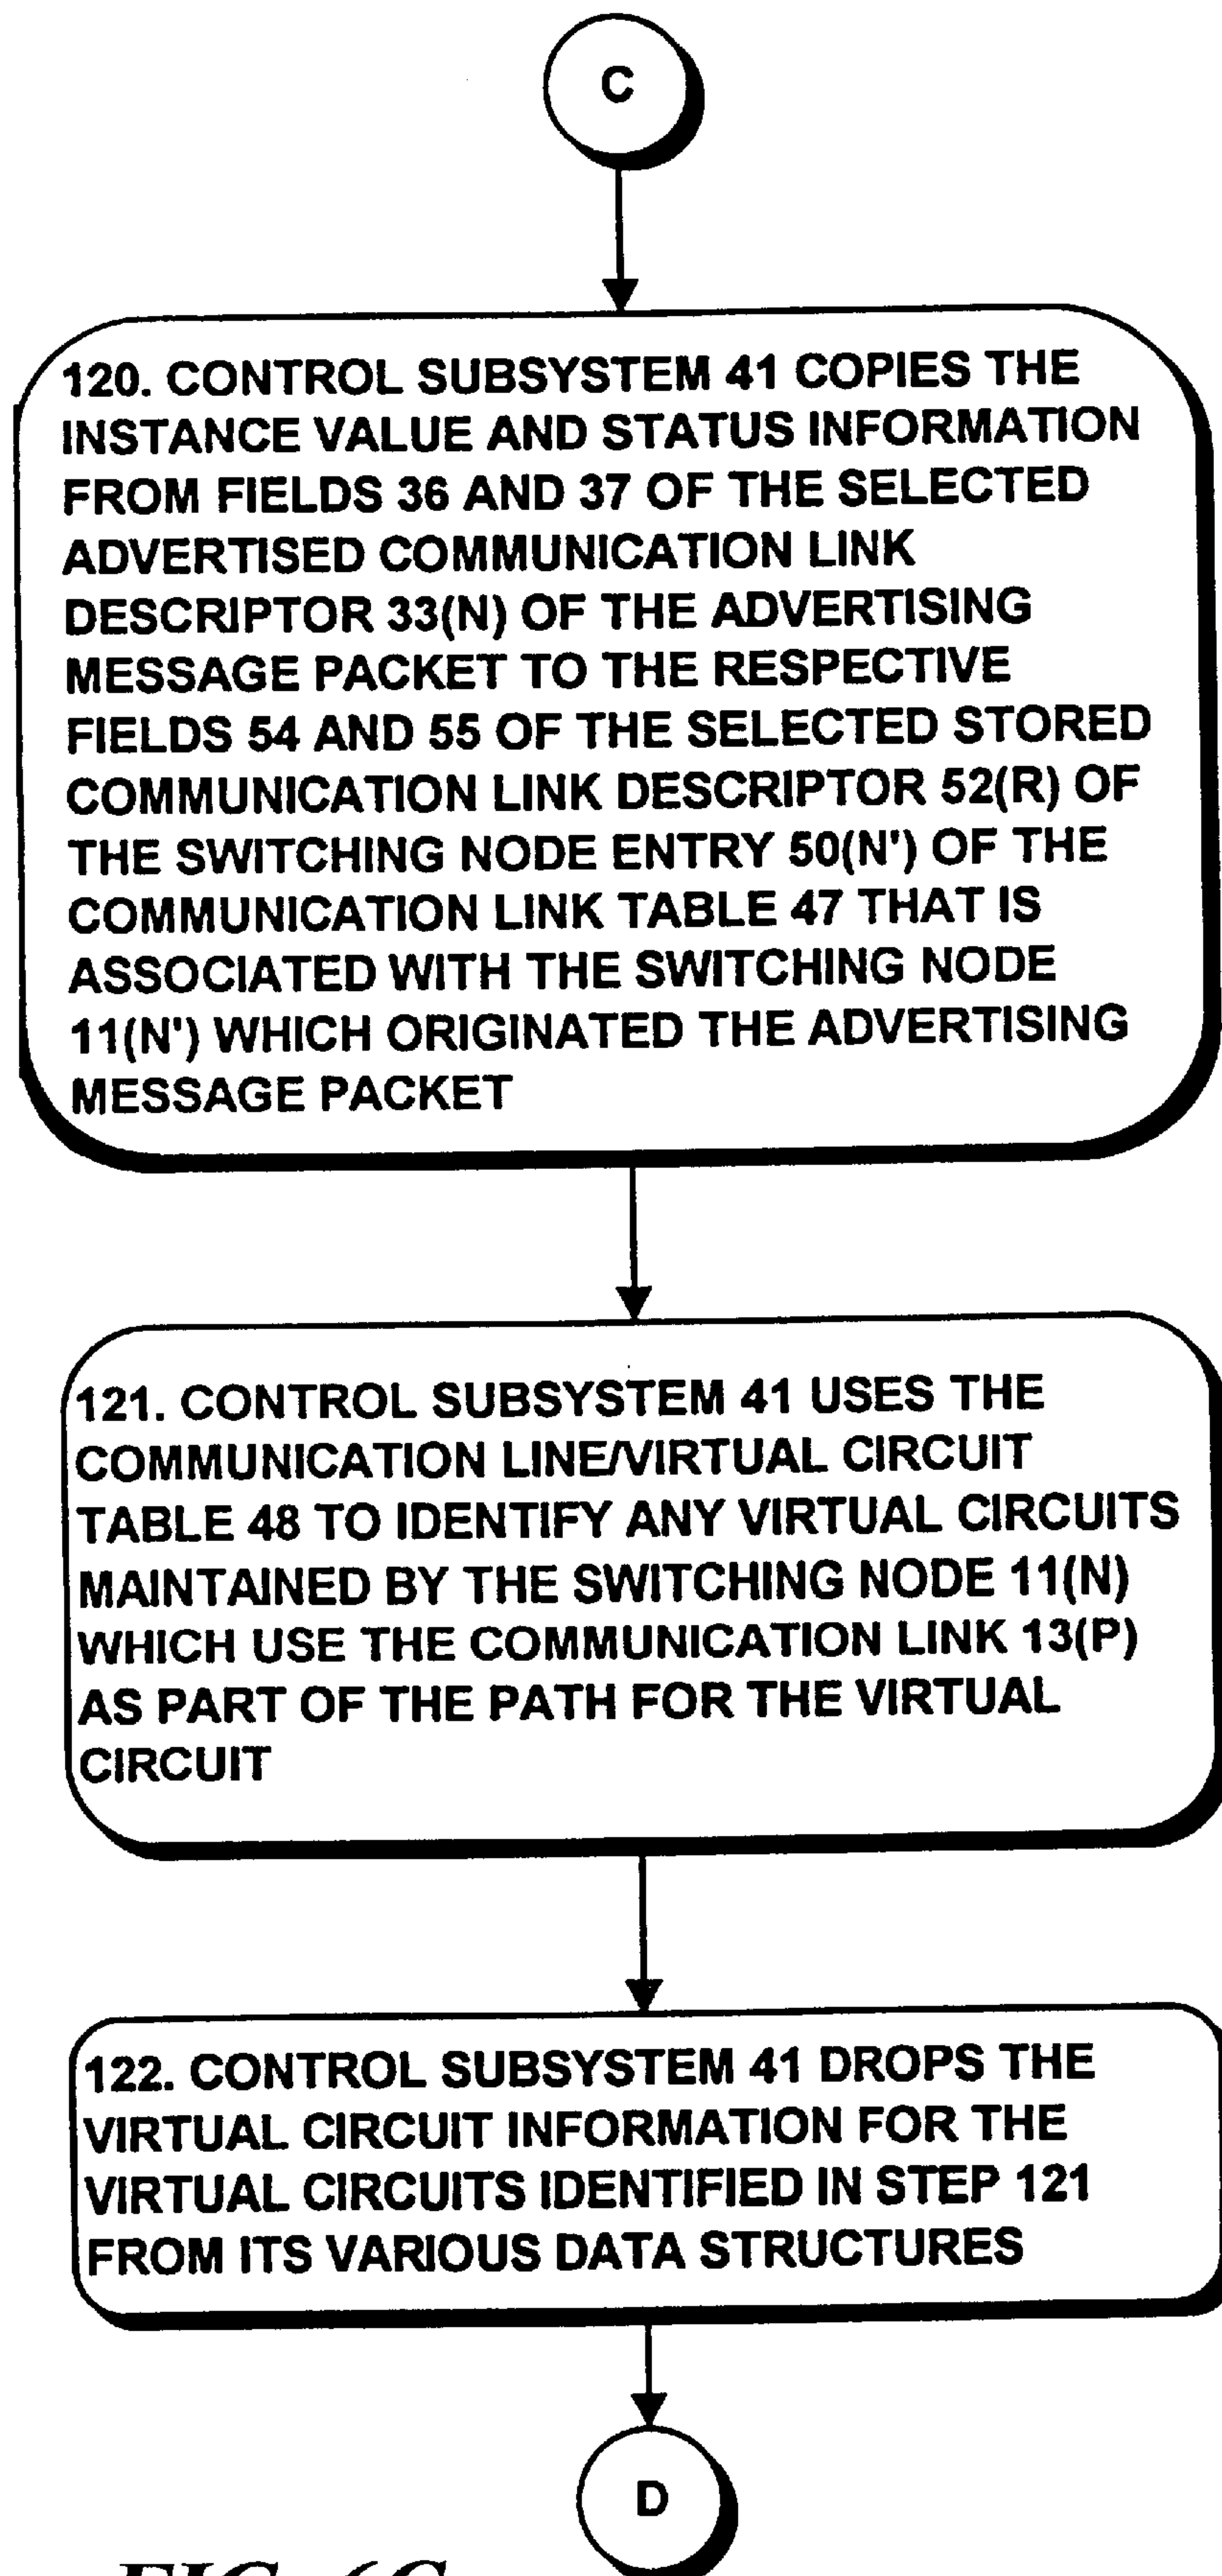 C
120. CONTROL SUBSYSTEM 41 COPIES THE
INSTANCE VALUE AND STATUS INFORMATION
FROM FIELDS 36 AND 37 OF THE SELECTED
ADVERTISED COMMUNICATION LINK
DESCRIPTOR 33(N) OF THE ADVERTISING
MESSAGE PACKET TO THE RESPECTIVE
FIELDS 54 AND 55 OF THE SELECTED STORED
COMMUNICATION LINK DESCRIPTOR 52(R) OF
THE SWITCHING NODE ENTRY 50(N') OF THE
COMMUNICATION LINK TABLE 47 THAT IS
ASSOCIATED WITH THE SWITCHING NODE
11(N') WHICH ORIGINATED THE ADVERTISING
MESSAGE PACKET
121. CONTROL SUBSYSTEM 41 USES THE
COMMUNICATION LINE/VIRTUAL CIRCUIT
TABLE 48 TO IDENTIFY ANY VIRTUAL CIRCUITS
MAINTAINED BY THE SWITCHING NODE 11(N)
WHICH USE THE COMMUNICATION LINK 13(P)
AS PART OF THE PATH FOR THE VIRTUAL
CIRCUIT
122. CONTROL SUBSYSTEM 41 DROPS THE
VIRTUAL CIRCUIT INFORMATION FOR THE
VIRTUAL CIRCUITS IDENTIFIED IN STEP 121
FROM ITS VARIOUS DATA STRUCTURES
D
FIG. 6C